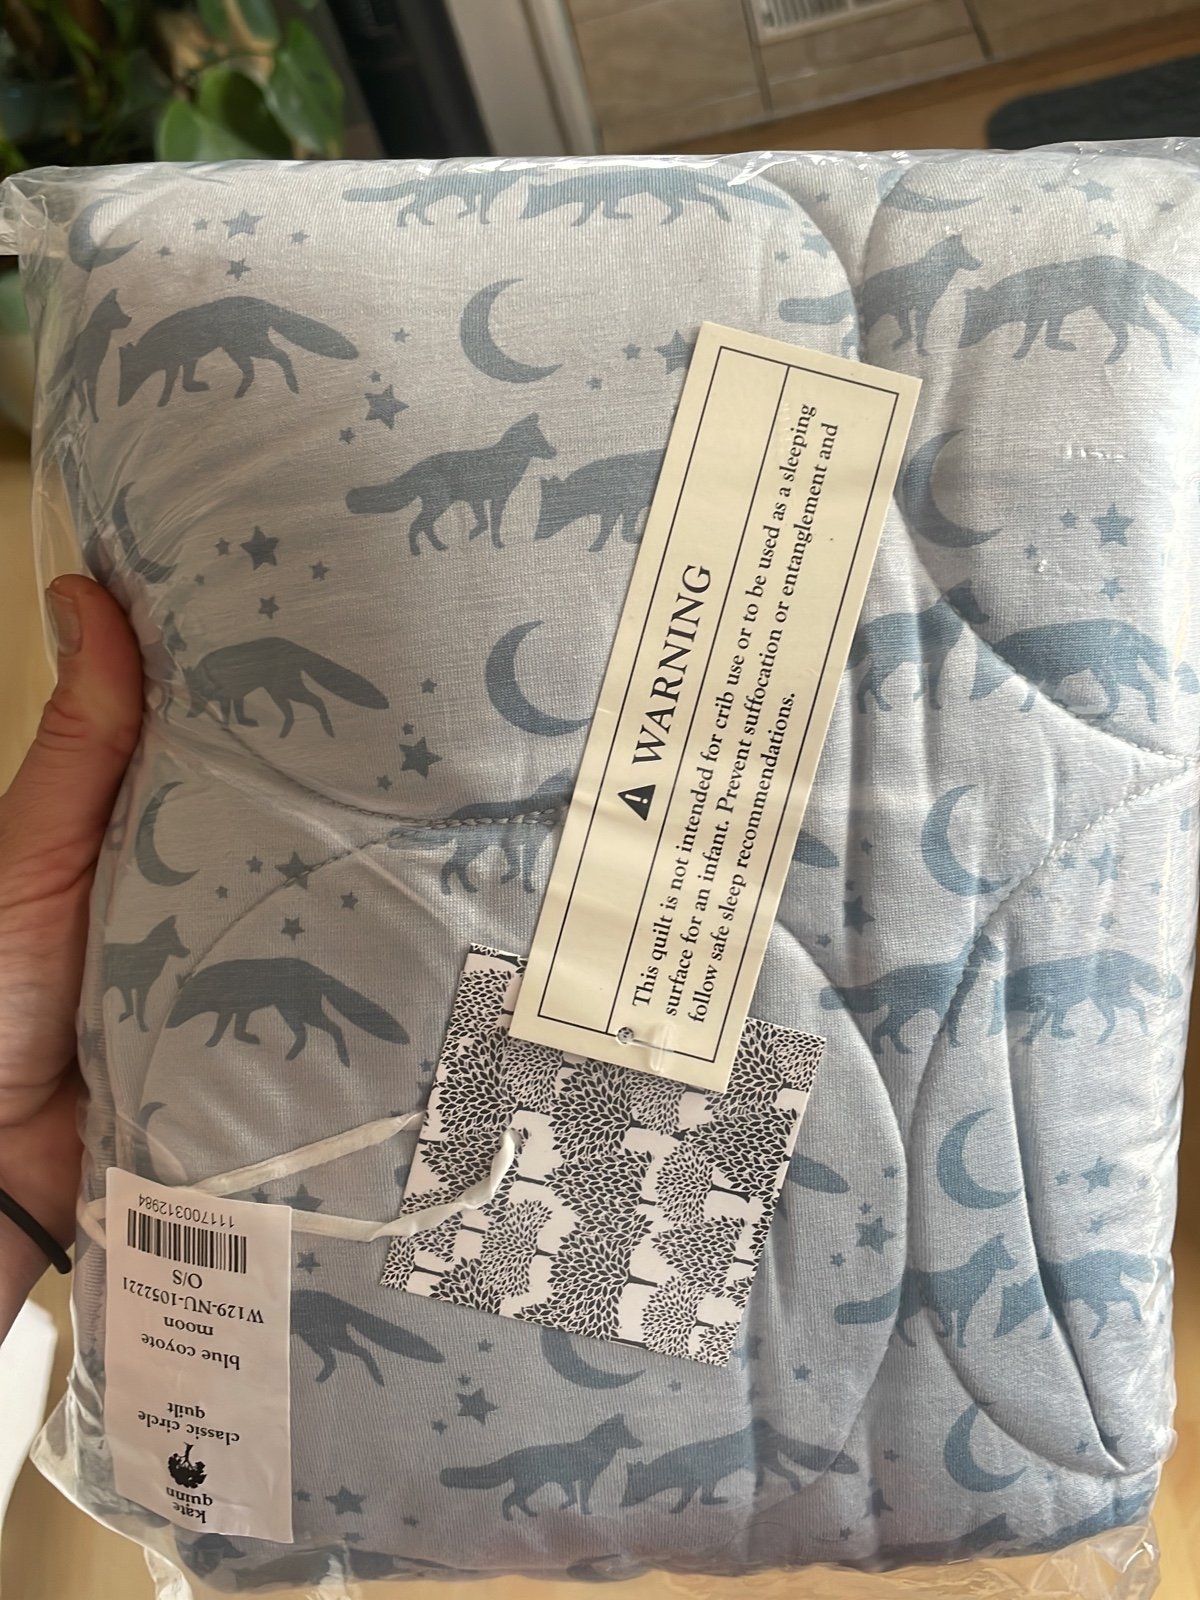 ⚠ WARNING
This quilt is not intended for crib use or to be used as a sleeping
surface for an infant. Prevent suffocation or entanglement and
follow safe sleep recommendations.
kate
quinn
classic circle
quilt
blue coyote
moon
W129-NU-1052221
O/S
111700312984